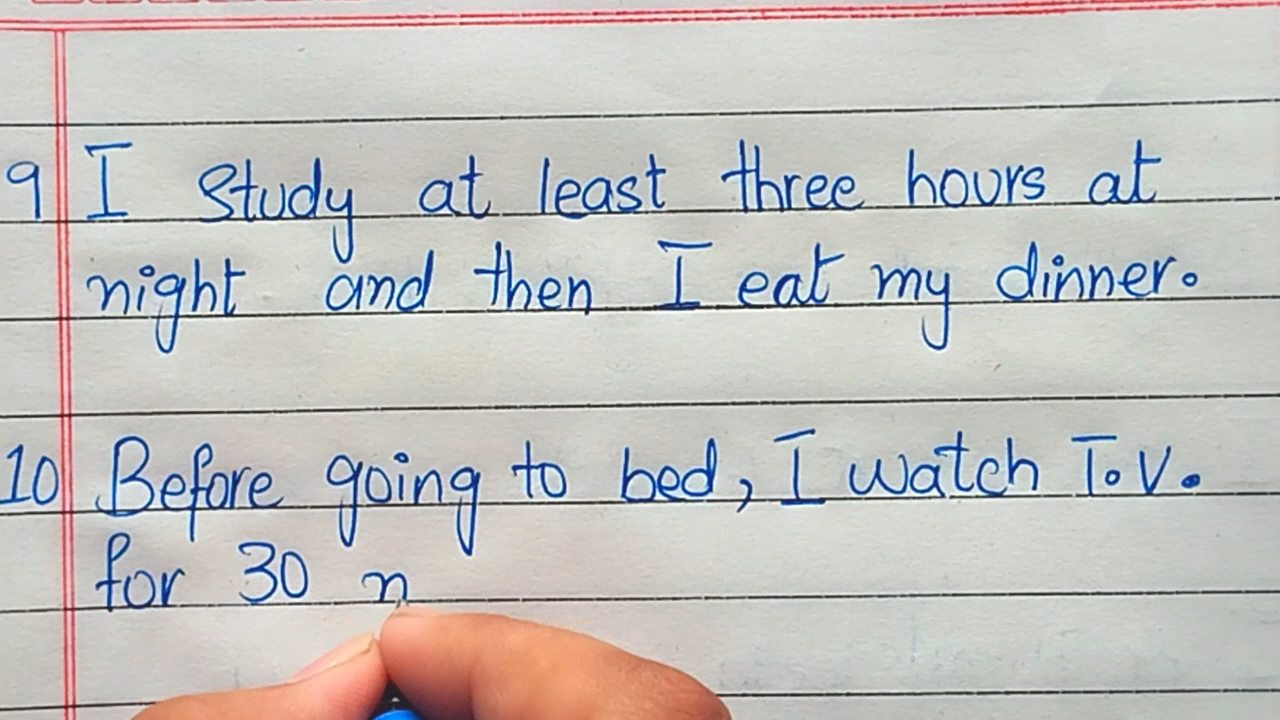 9 I study at least three hours at
night and then I eat my dinner.
10 Before going to bed, I watch T.V.
for 30